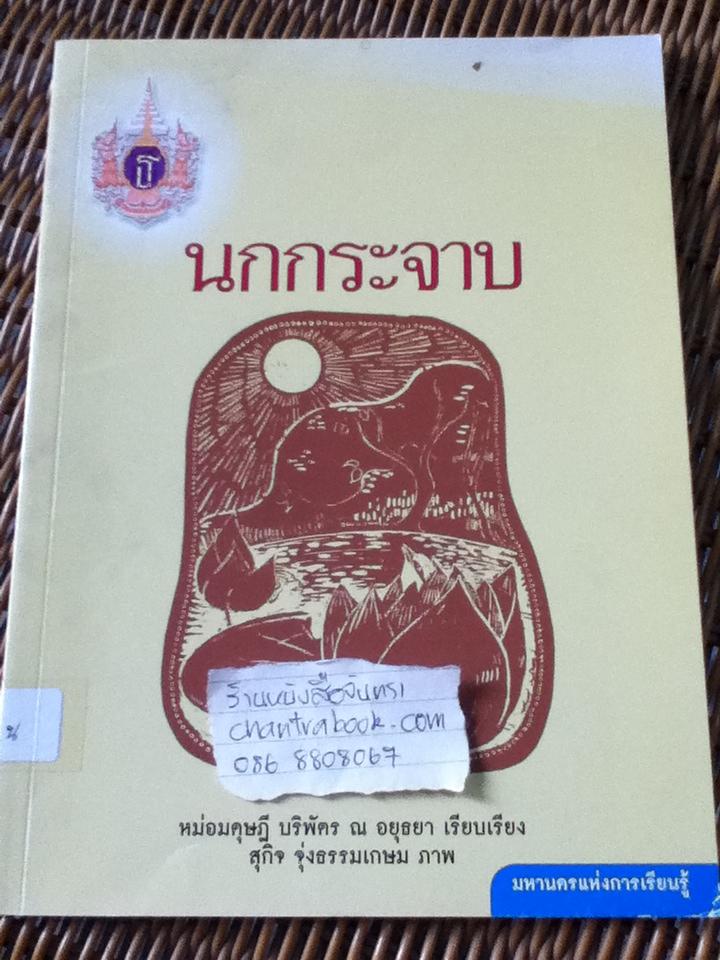 นกกระจาบ
ร้านหนังสือจันทรา
chantrabook.com
086 8808067
หม่อมดุษฎี บริพัตร ณ อยุธยา เรียบเรียง
สุกิจ จุ่งธรรมเกษม ภาพ
มหานครแห่งการเรียนรู้
น